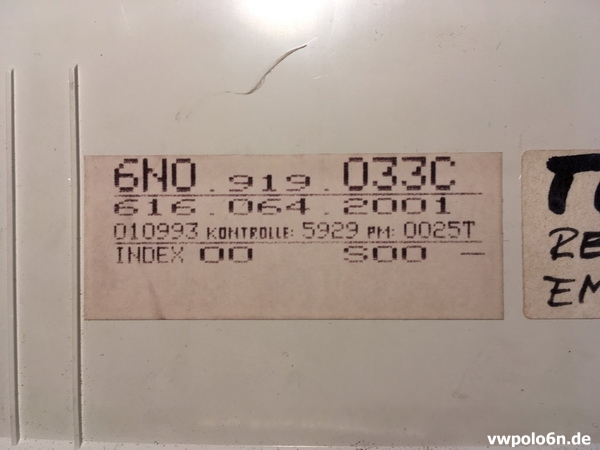 6N0.919.033C
616.064.2001
010993 KONTROLLE: 5929 PM: 0025T
INDEX 00 S00 -
RE
EM
vwpolo6n.de